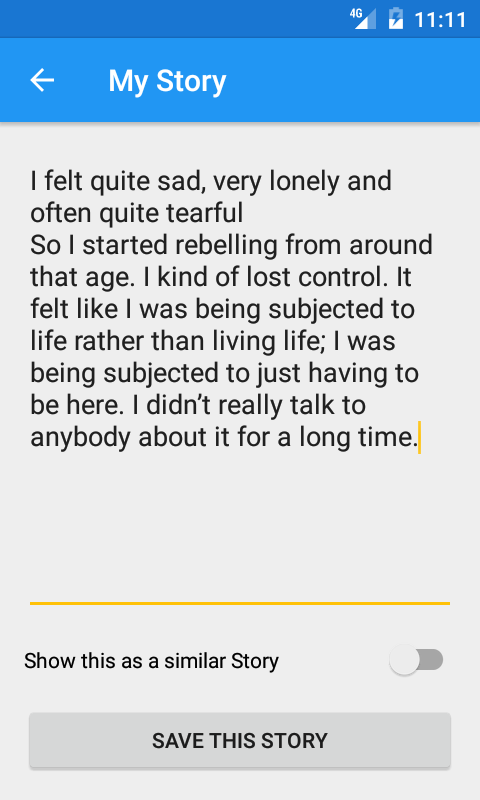 4G 11:11
My Story
I felt quite sad, very lonely and
often quite tearful
So I started rebelling from around
that age. I kind of lost control. It
felt like I was being subjected to
life rather than living life; I was
being subjected to just having to
be here. I didn’t really talk to
anybody about it for a long time.
Show this as a similar Story
SAVE THIS STORY